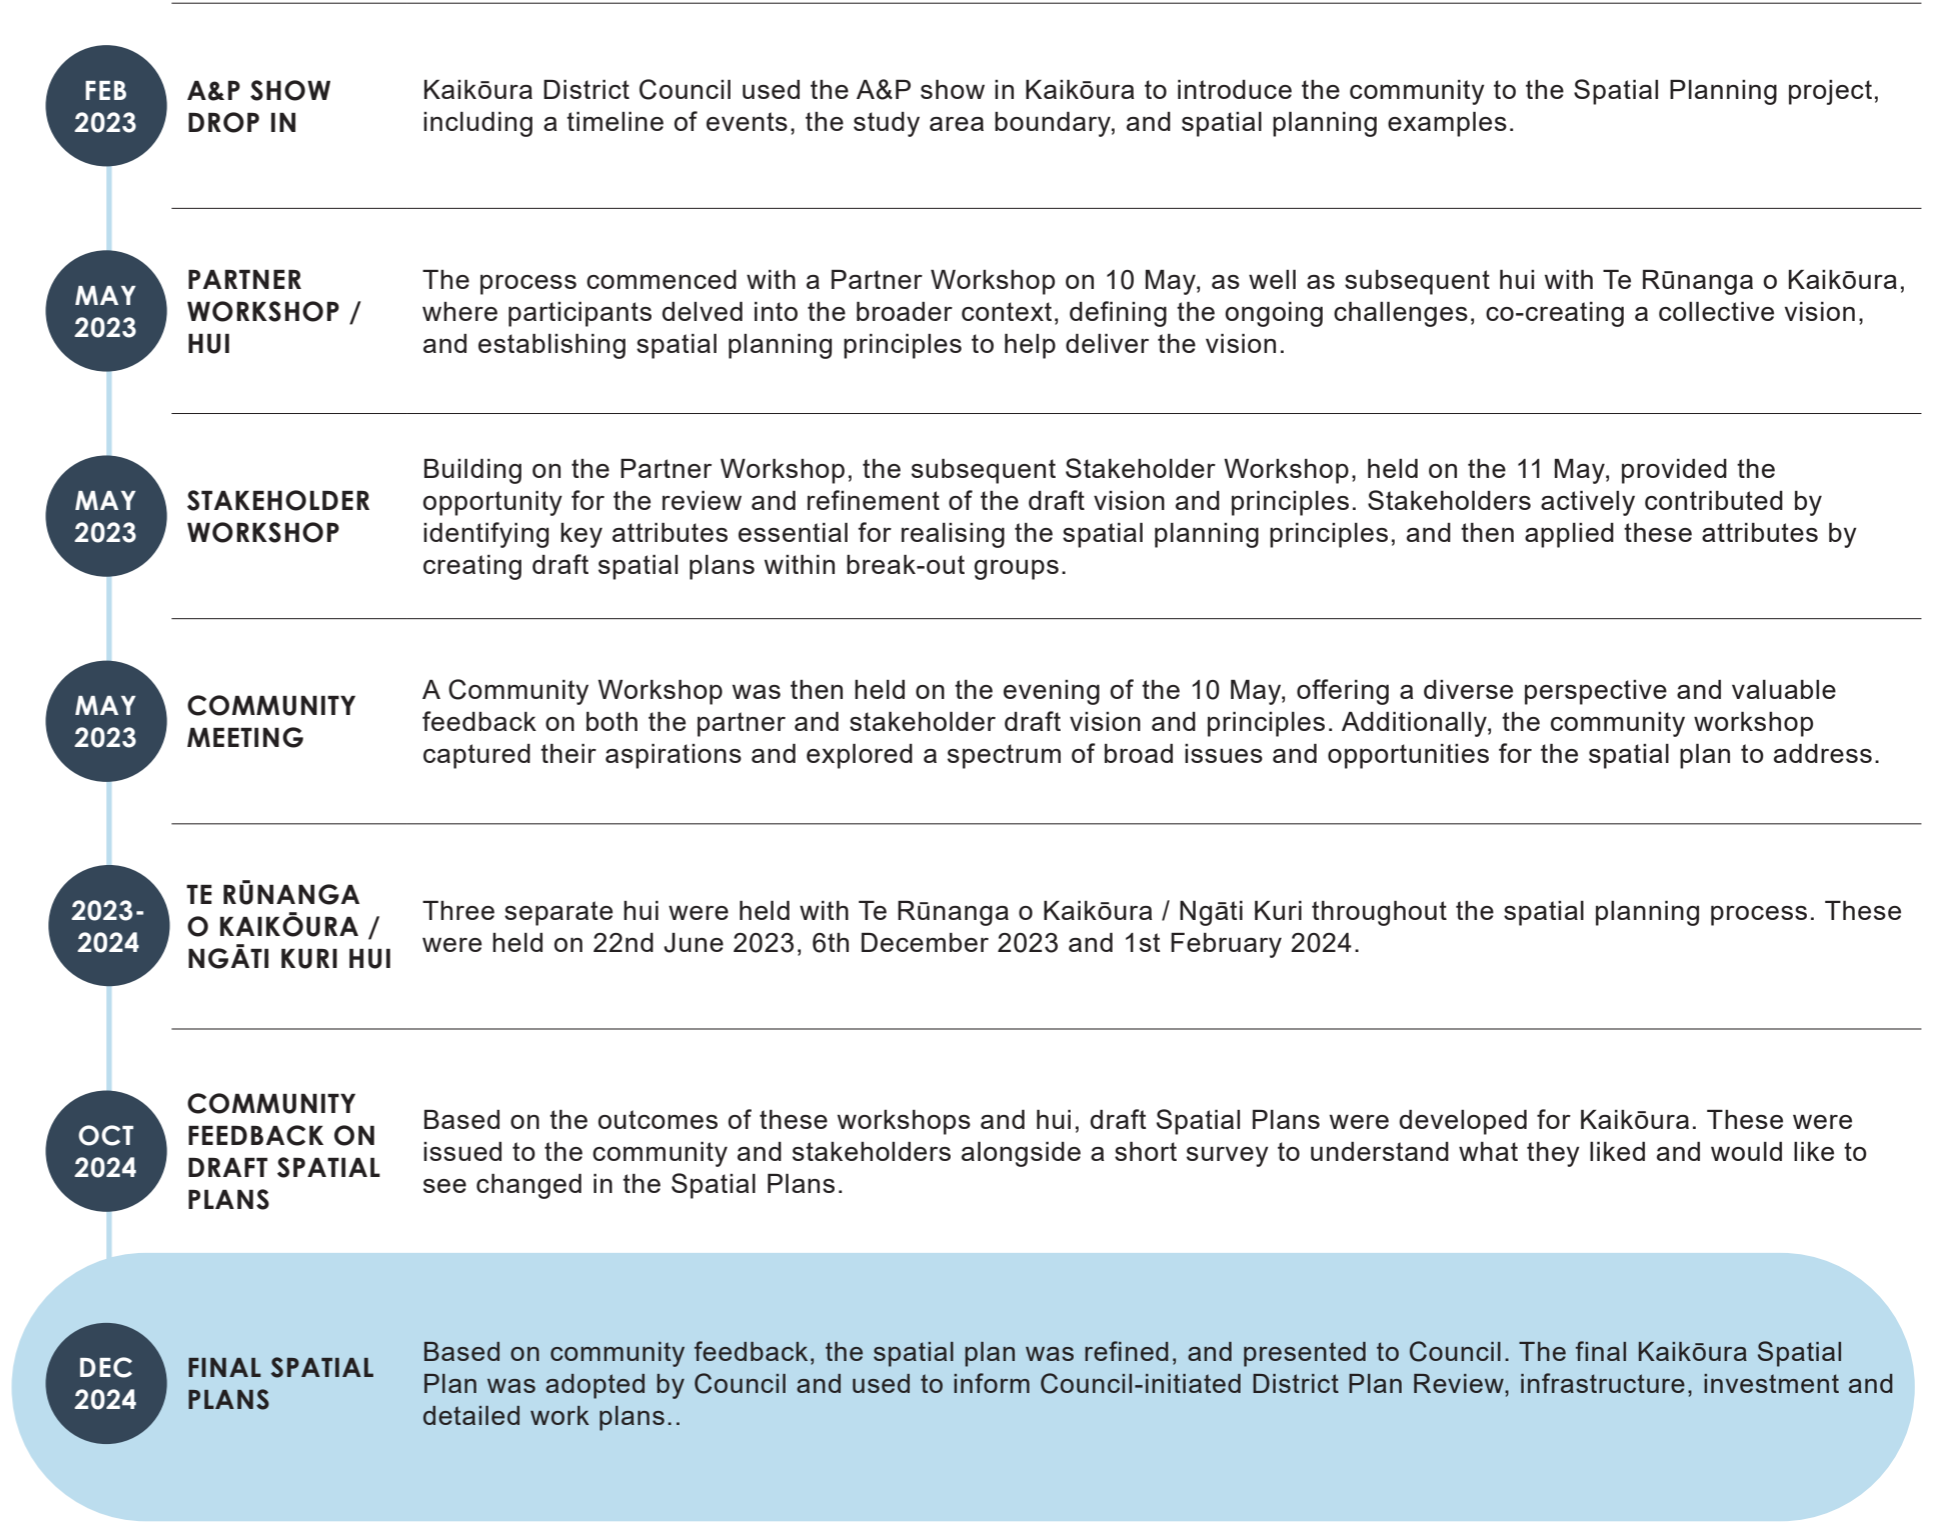 FEB
2023
A&P SHOW
DROP IN
Kaikōura District Council used the A&P show in Kaikōura to introduce the community to the Spatial Planning project,
including a timeline of events, the study area boundary, and spatial planning examples.
MAY
2023
PARTNER
WORKSHOP /
HUI
The process commenced with a Partner Workshop on 10 May, as well as subsequent hui with Te Rūnanga o Kaikōura,
where participants delved into the broader context, defining the ongoing challenges, co-creating a collective vision,
and establishing spatial planning principles to help deliver the vision.
MAY
2023
STAKEHOLDER
WORKSHOP
Building on the Partner Workshop, the subsequent Stakeholder Workshop, held on the 11 May, provided the
opportunity for the review and refinement of the draft vision and principles. Stakeholders actively contributed by
identifying key attributes essential for realising the spatial planning principles, and then applied these attributes by
creating draft spatial plans within break-out groups.
MAY
2023
COMMUNITY
MEETING
A Community Workshop was then held on the evening of the 10 May, offering a diverse perspective and valuable
feedback on both the partner and stakeholder draft vision and principles. Additionally, the community workshop
captured their aspirations and explored a spectrum of broad issues and opportunities for the spatial plan to address.
2023-
2024
TE RŪNANGA
O KAIKŌURA /
NGĀTI KURI HUI
Three separate hui were held with Te Rūnanga o Kaikōura / Ngāti Kuri throughout the spatial planning process. These
were held on 22nd June 2023, 6th December 2023 and 1st February 2024.
OCT
2024
COMMUNITY
FEEDBACK ON
DRAFT SPATIAL
PLANS
Based on the outcomes of these workshops and hui, draft Spatial Plans were developed for Kaikōura. These were
issued to the community and stakeholders alongside a short survey to understand what they liked and would like to
see changed in the Spatial Plans.
DEC
2024
FINAL SPATIAL
PLANS
Based on community feedback, the spatial plan was refined, and presented to Council. The final Kaikōura Spatial
Plan was adopted by Council and used to inform Council-initiated District Plan Review, infrastructure, investment and
detailed work plans..